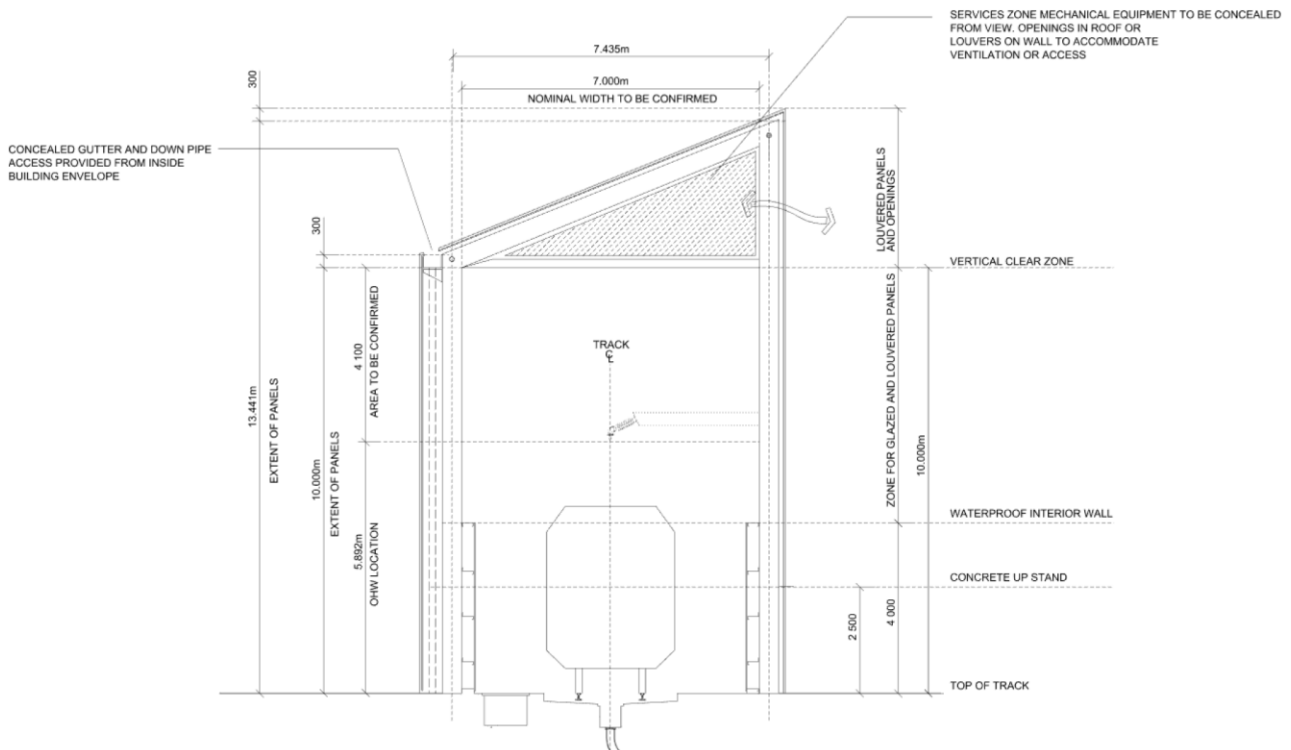 SERVICES ZONE MECHANICAL EQUIPMENT TO BE CONCEALED
FROM VIEW. OPENINGS IN ROOF OR
LOUVERS ON WALL TO ACCOMMODATE
VENTILATION OR ACCESS
7.435m
7.000m
NOMINAL WIDTH TO BE CONFIRMED
300
CONCEALED GUTTER AND DOWN PIPE
ACCESS PROVIDED FROM INSIDE
BUILDING ENVELOPE
300
LOUVERED PANELS
AND OPENINGS
VERTICAL CLEAR ZONE
TRACK
CL
4 100
AREA TO BE CONFIRMED
13.441m
EXTENT OF PANELS
10.000m
EXTENT OF PANELS
5.892m
OHW LOCATION
ZONE FOR GLAZED AND LOUVERED PANELS
10.000m
WATERPROOF INTERIOR WALL
CONCRETE UP STAND
2 500
4 000
TOP OF TRACK